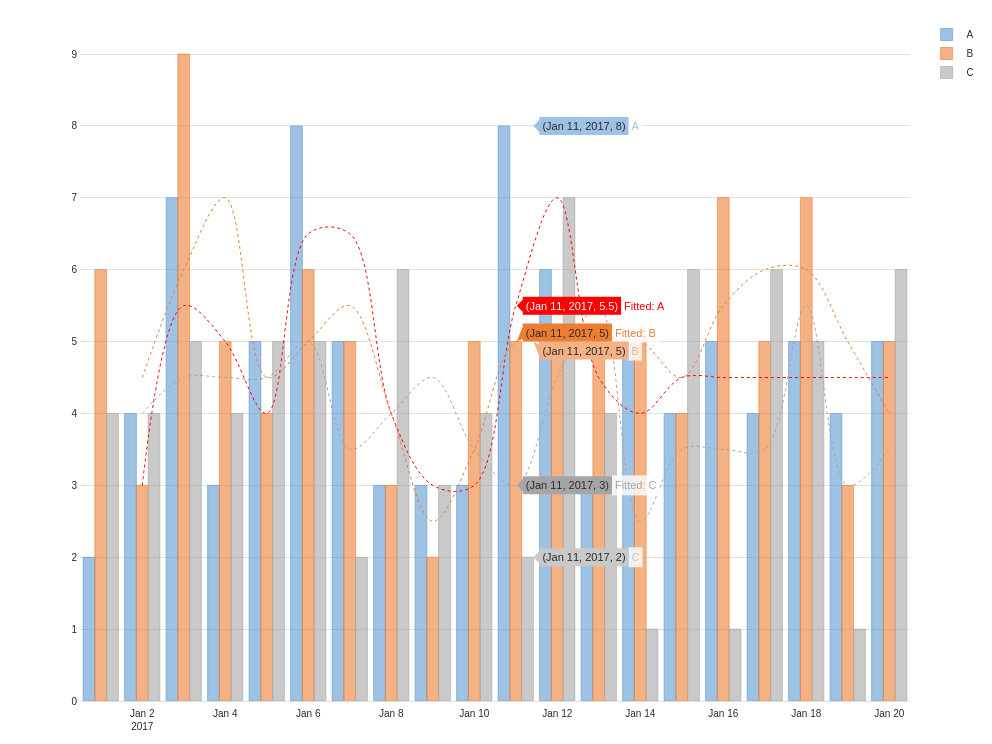 A
B
C
9
8
7
6
5
4
3
2
1
0
(Jan 11, 2017, 8) A
(Jan 11, 2017, 5.5) Fitted: A
(Jan 11, 2017, 5) Fitted: B
(Jan 11, 2017, 5) B
(Jan 11, 2017, 3) Fitted: C
(Jan 11, 2017, 2) C
Jan 2 Jan 4 Jan 6 Jan 8 Jan 10 Jan 12 Jan 14 Jan 16 Jan 18 Jan 20
2017